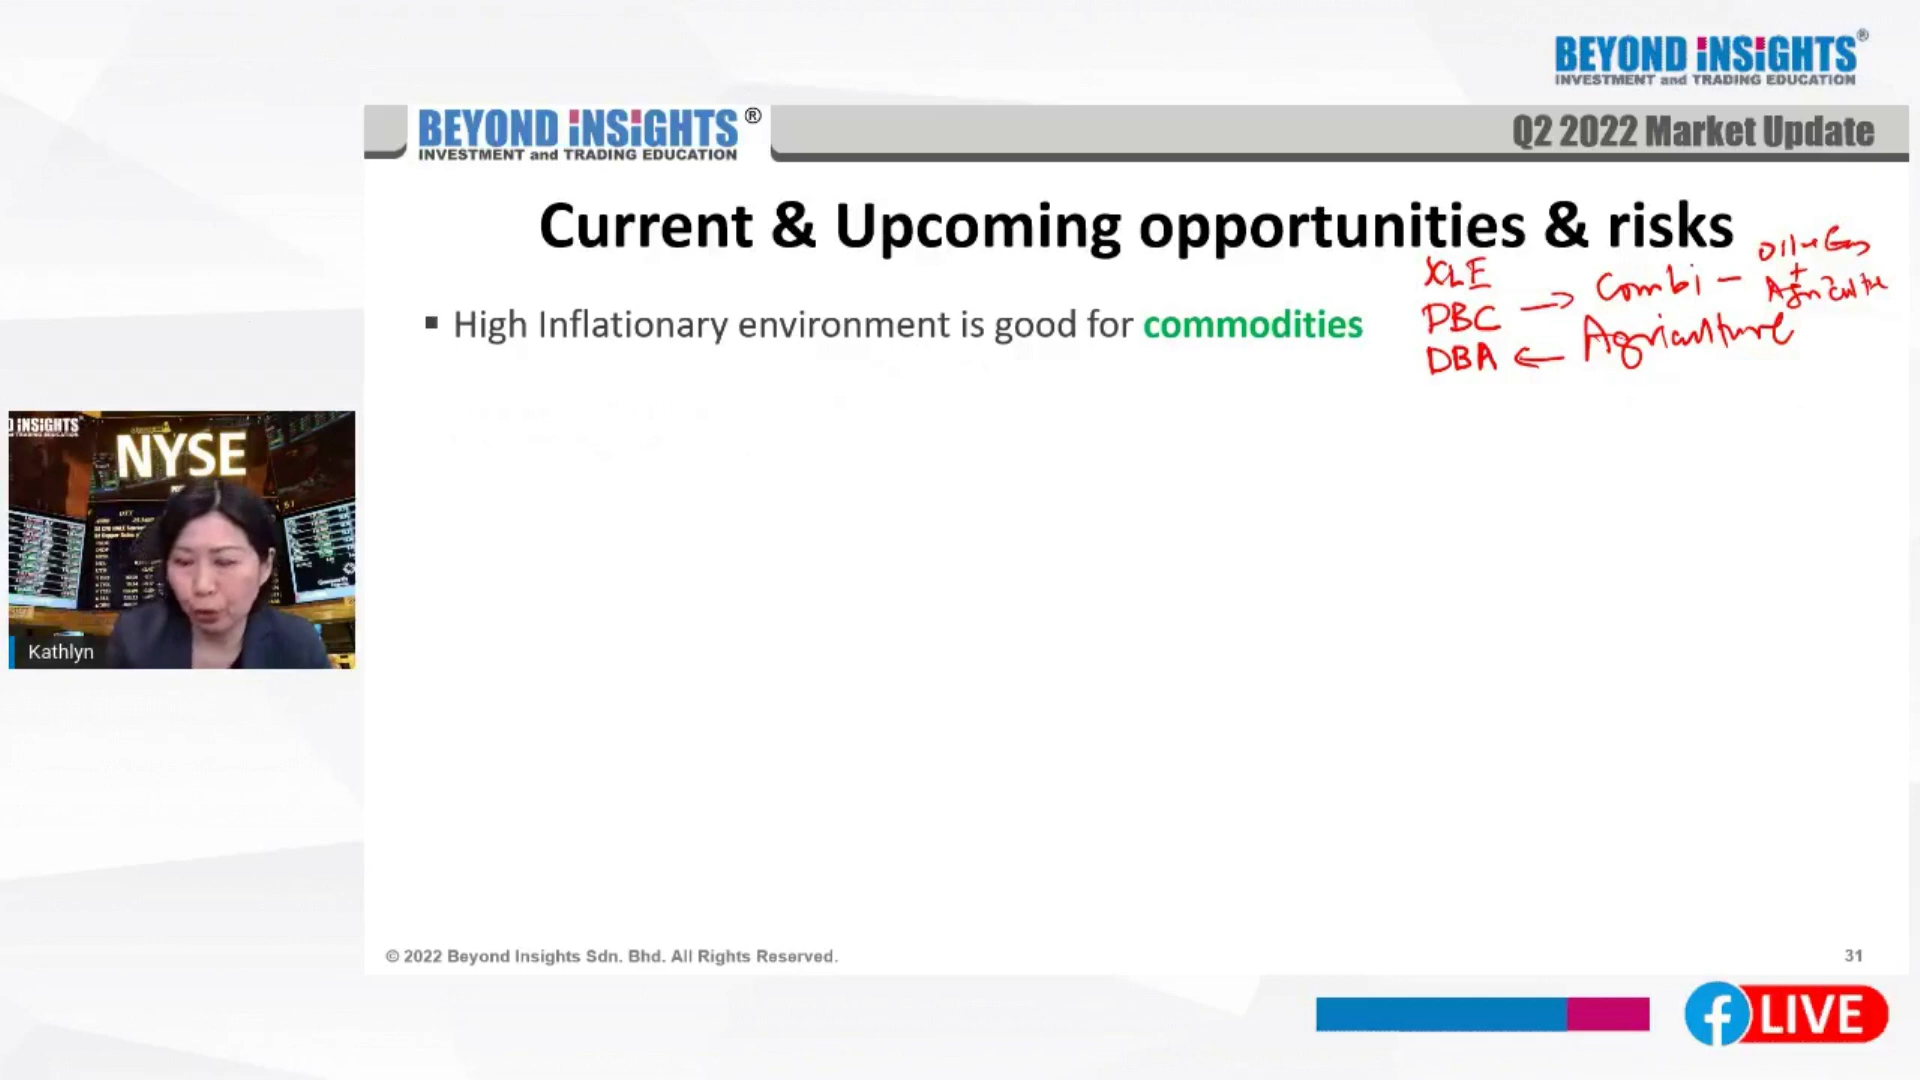 BEYOND iNSiGHTS®
INVESTMENT and TRADING EDUCATION
BEYOND iNSiGHTS®
INVESTMENT and TRADING EDUCATION
Q2 2022 Market Update
Current & Upcoming opportunities & risks
▪ High Inflationary environment is good for commodities
XLE
DBC → Combi - Oil & Gas
+
Agriculture
DBA ← Agriculture
D iNSiGHTS
NYSE
Kathlyn
© 2022 Beyond Insights Sdn. Bhd. All Rights Reserved.
31
f LIVE